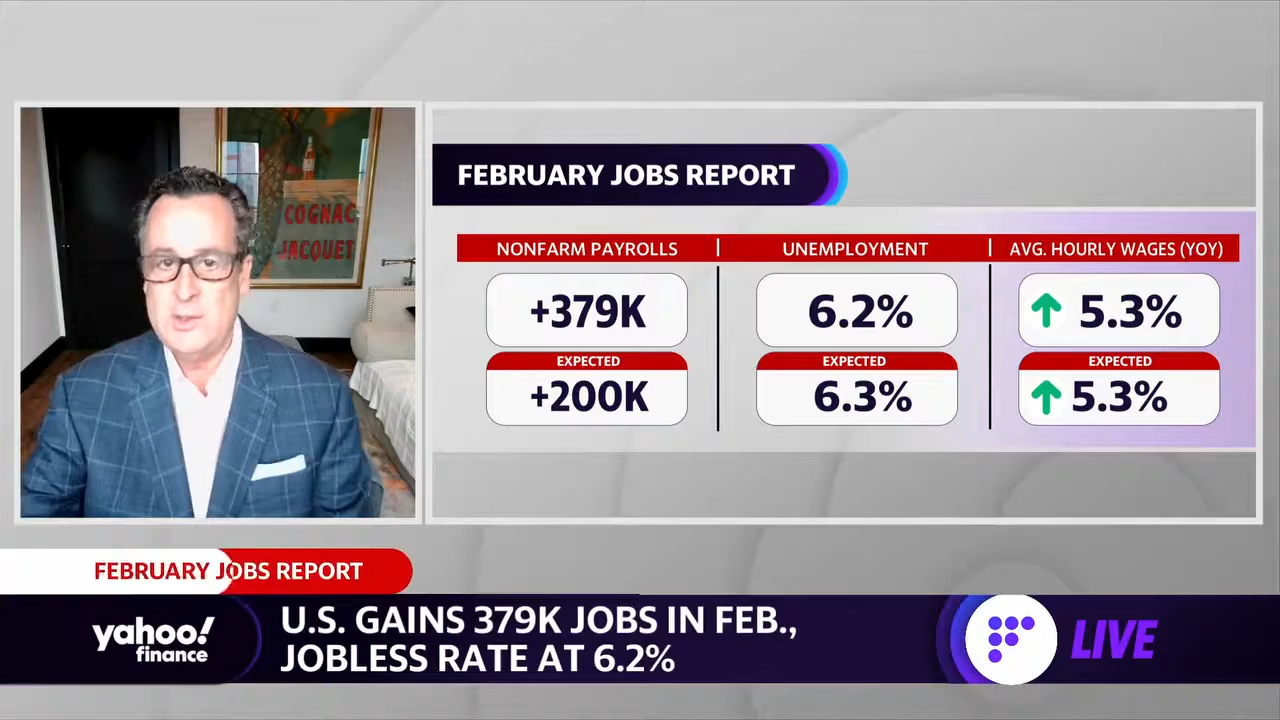 COGNAC
JACQUET
FEBRUARY JOBS REPORT
NONFARM PAYROLLS | UNEMPLOYMENT | AVG. HOURLY WAGES (YOY)
+379K 6.2% 5.3%
EXPECTED EXPECTED EXPECTED
+200K 6.3% 5.3%
FEBRUARY JOBS REPORT
yahoo!
finance
U.S. GAINS 379K JOBS IN FEB.,
JOBLESS RATE AT 6.2%
LIVE